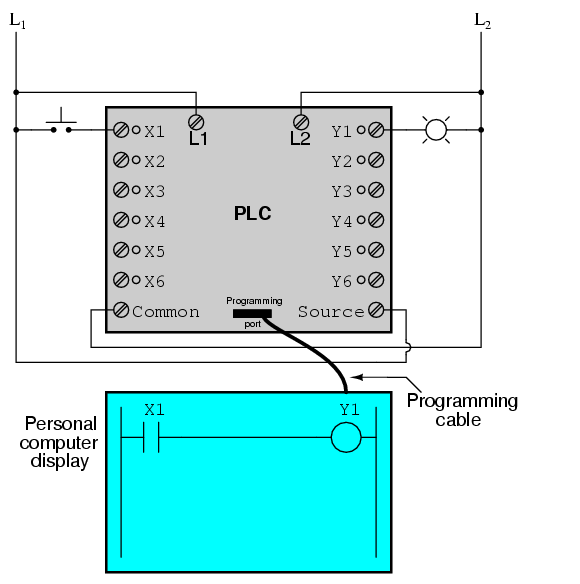 L1 L2
L1 L2
X1 Y1
X2 Y2
X3 Y3
X4 PLC Y4
X5 Y5
X6 Y6
Common Programming port Source
Programming
cable
Personal
computer
display
X1 Y1